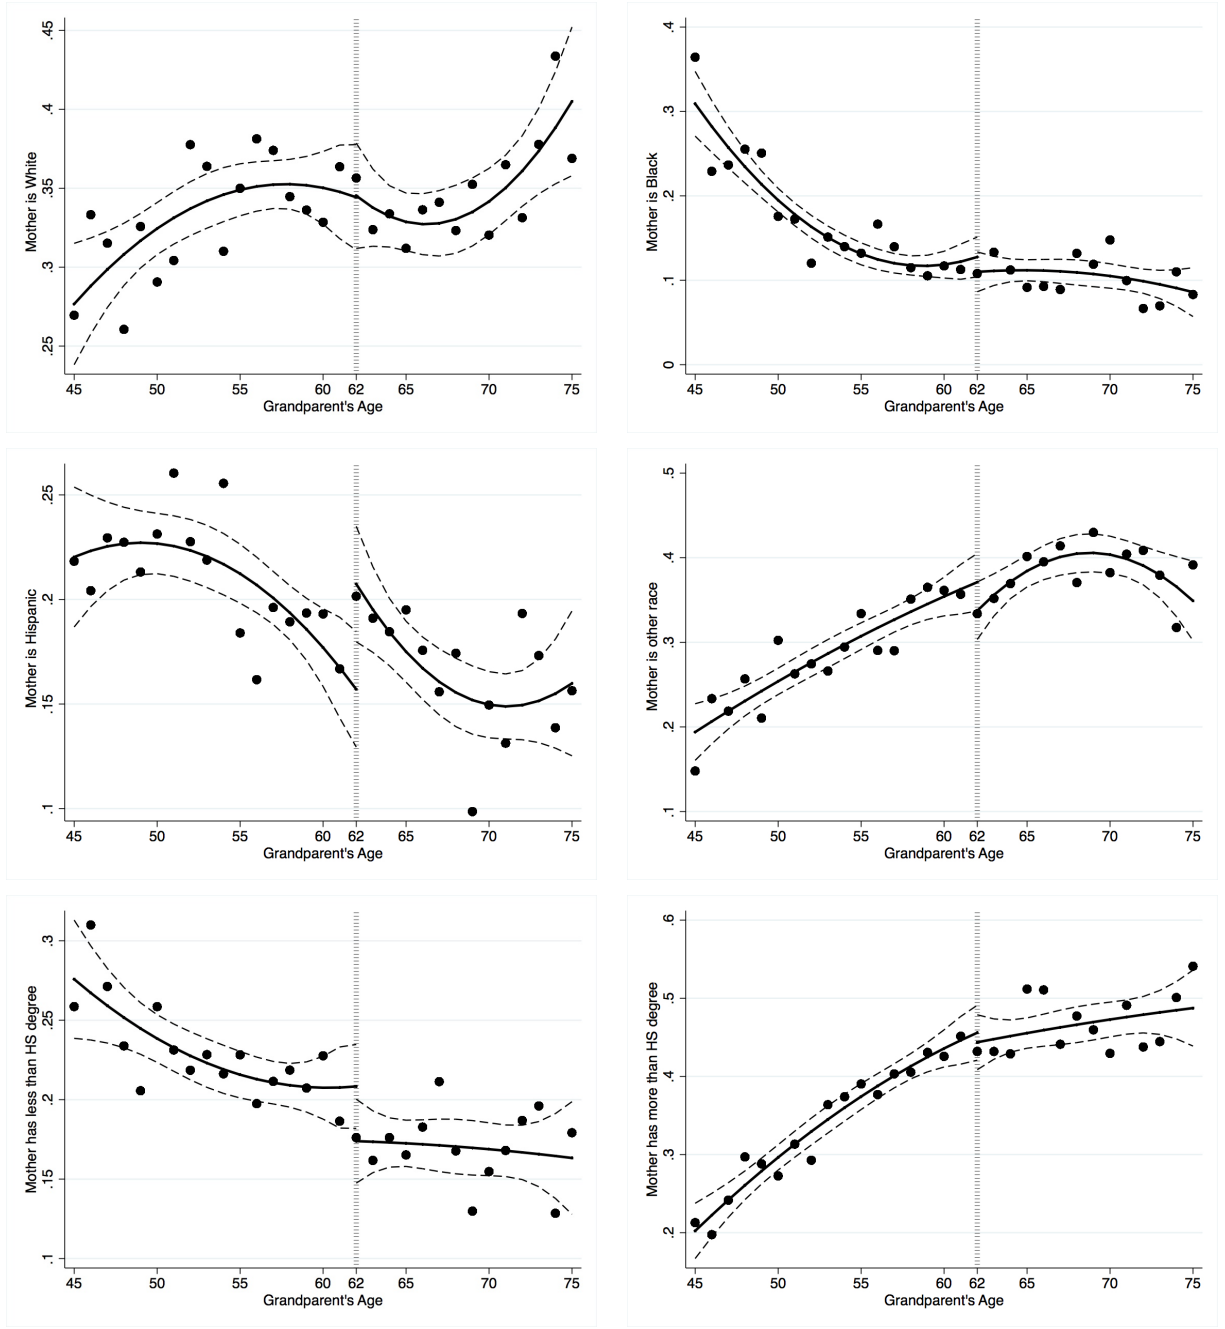 .45
.4
.35
.3
.25
Mother is White
45 50 55 60 62 65 70 75
Grandparent's Age
.4
.3
.2
.1
0
Mother is Black
45 50 55 60 62 65 70 75
Grandparent's Age
.25
.2
.15
.1
Mother is Hispanic
45 50 55 60 62 65 70 75
Grandparent's Age
.5
.4
.3
.2
.1
Mother is other race
45 50 55 60 62 65 70 75
Grandparent's Age
.3
.25
.2
.15
.1
Mother has less than HS degree
45 50 55 60 62 65 70 75
Grandparent's Age
.6
.5
.4
.3
.2
Mother has more than HS degree
45 50 55 60 62 65 70 75
Grandparent's Age